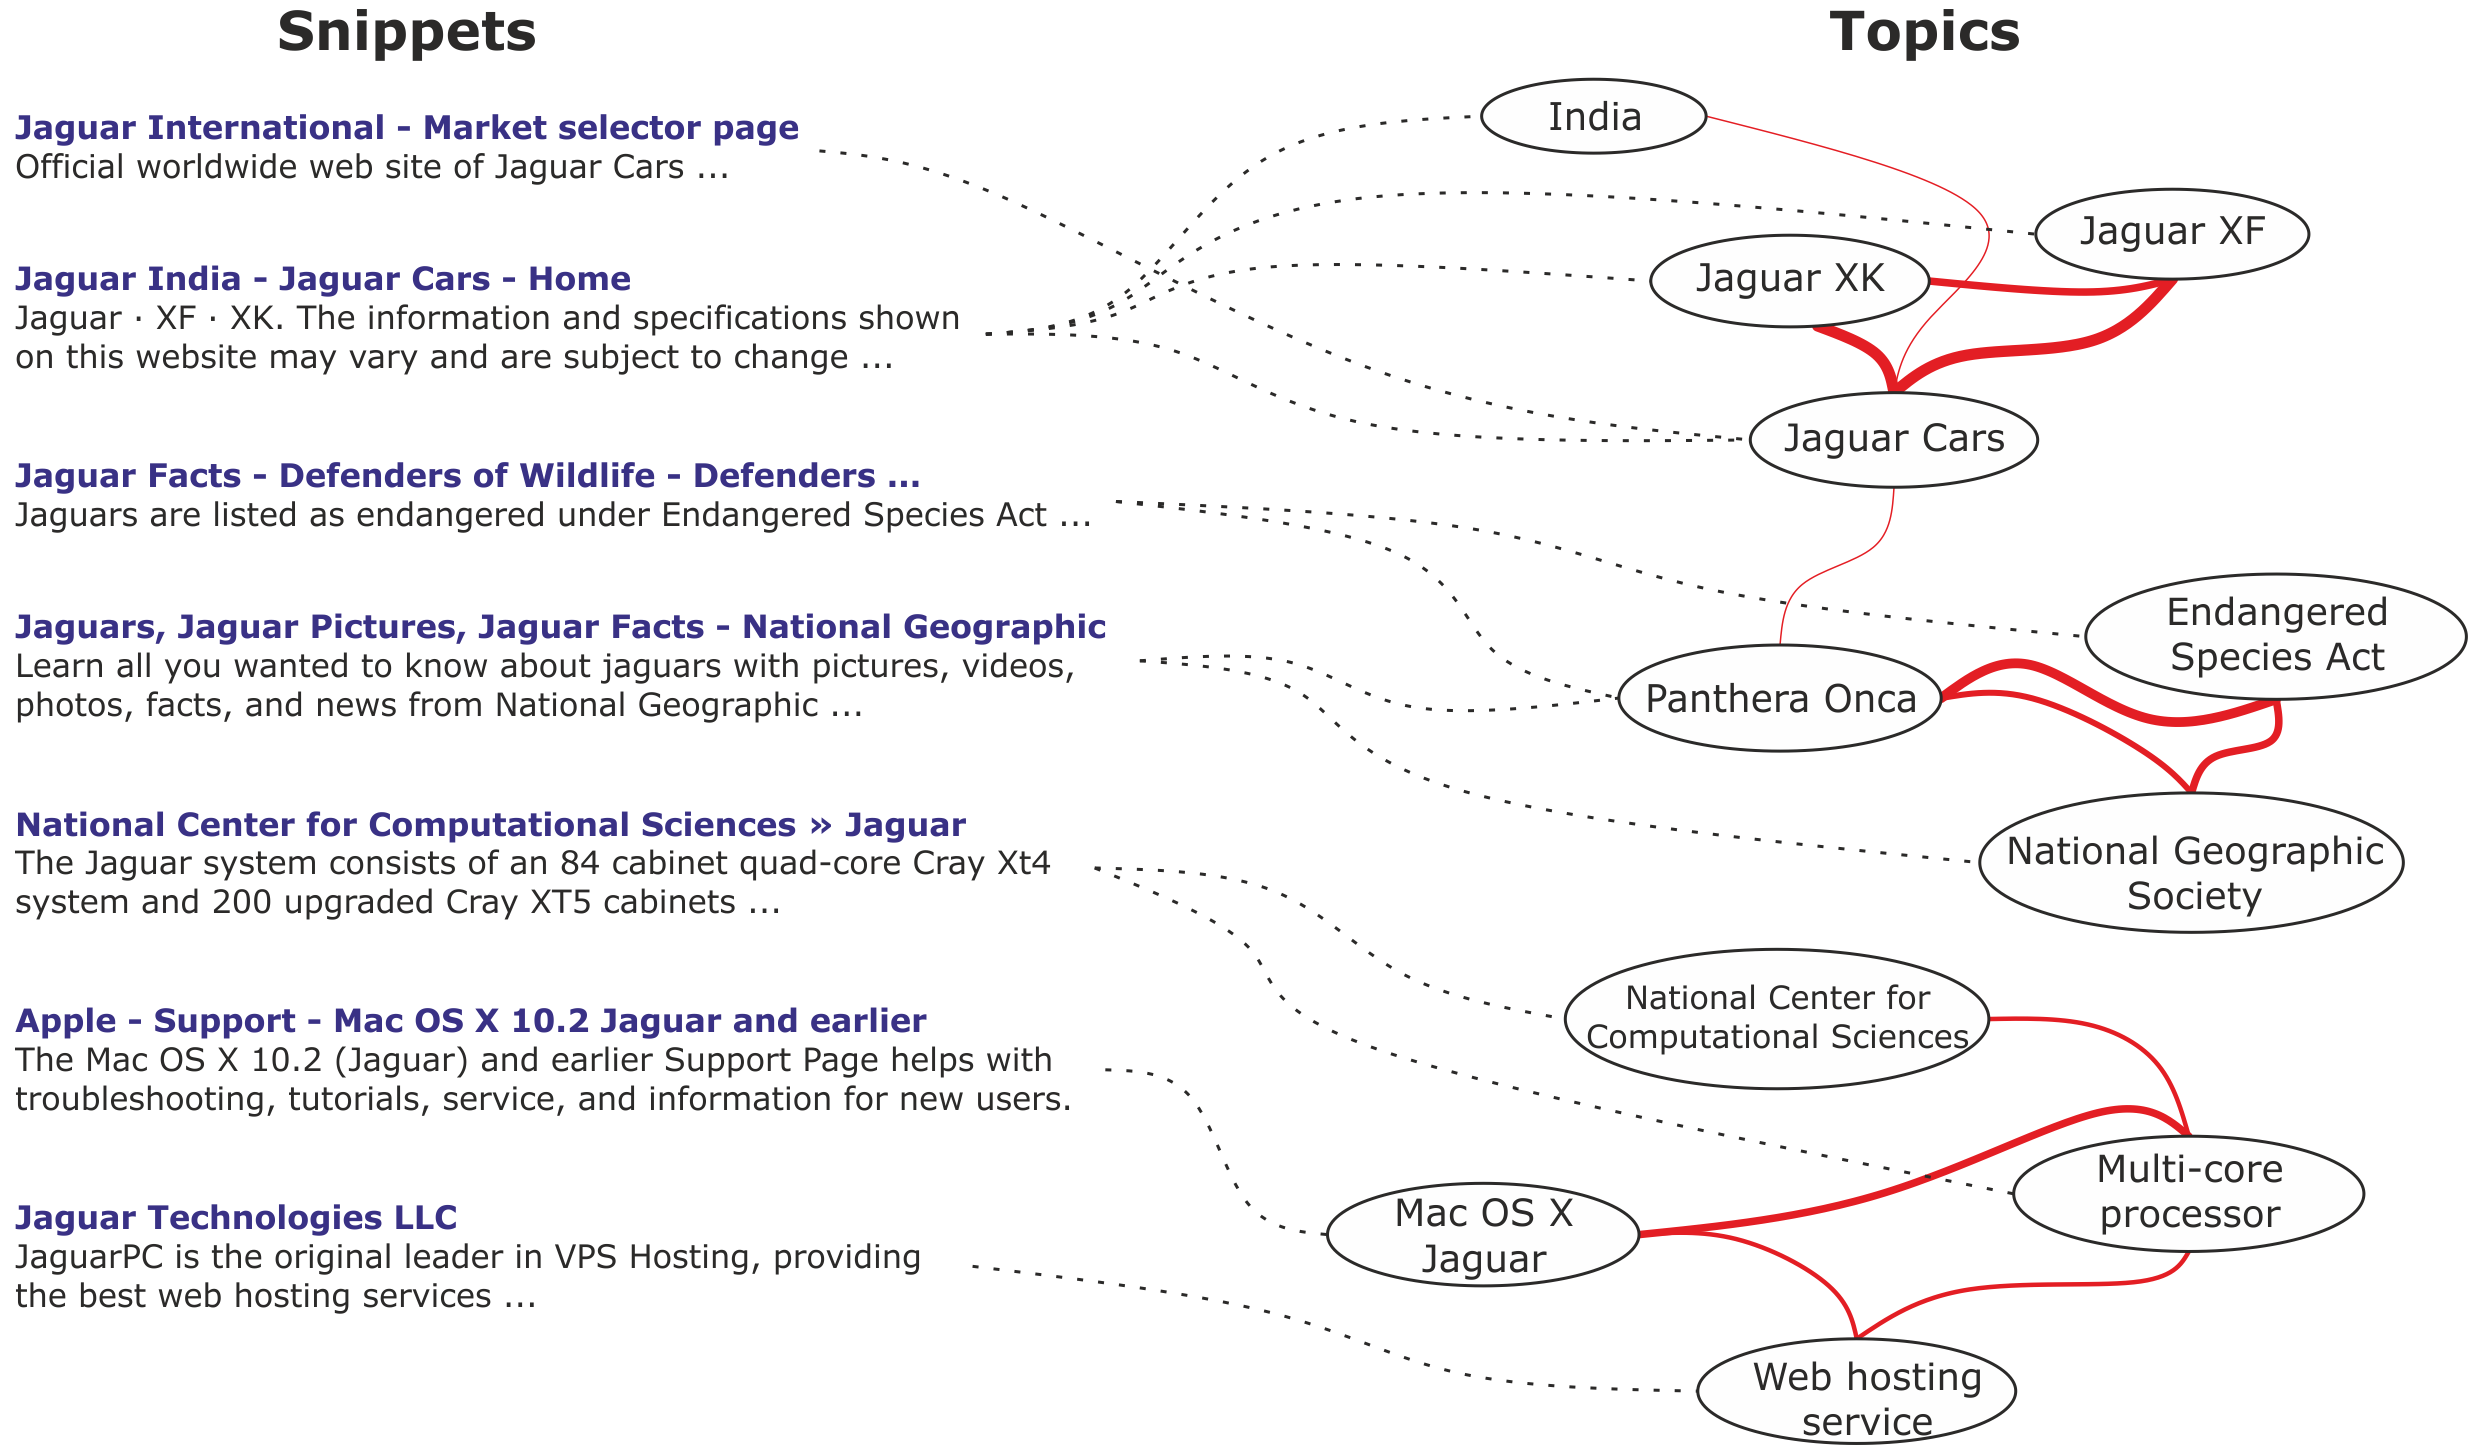 Snippets
Topics
Jaguar International – Market selector page
Official worldwide web site of Jaguar Cars ...
Jaguar India – Jaguar Cars – Home
Jaguar · XF · XK. The information and specifications shown
on this website may vary and are subject to change ...
Jaguar Facts – Defenders of Wildlife – Defenders ...
Jaguars are listed as endangered under Endangered Species Act ...
Jaguars, Jaguar Pictures, Jaguar Facts – National Geographic
Learn all you wanted to know about jaguars with pictures, videos,
photos, facts, and news from National Geographic ...
National Center for Computational Sciences » Jaguar
The Jaguar system consists of an 84 cabinet quad-core Cray Xt4
system and 200 upgraded Cray XT5 cabinets ...
Apple – Support – Mac OS X 10.2 Jaguar and earlier
The Mac OS X 10.2 (Jaguar) and earlier Support Page helps with
troubleshooting, tutorials, service, and information for new users.
Jaguar Technologies LLC
JaguarPC is the original leader in VPS Hosting, providing
the best web hosting services ...
India
Jaguar XF
Jaguar XK
Jaguar Cars
Endangered
Species Act
Panthera Onca
National Geographic
Society
National Center for
Computational Sciences
Multi-core
processor
Mac OS X
Jaguar
Web hosting
service